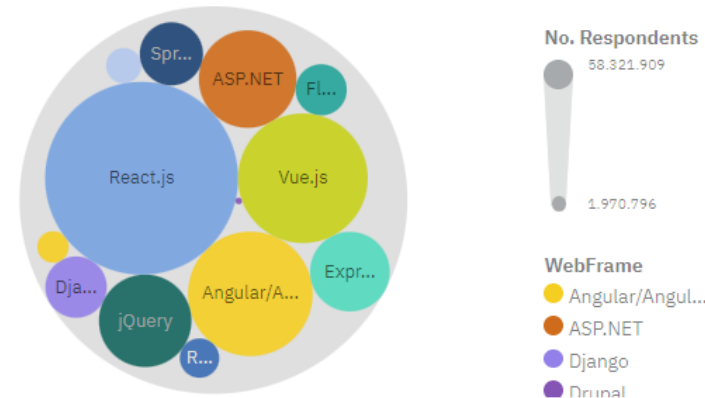 Spr...
ASP.NET
Fl...
React.js
Vue.js
Expr...
Dja...
Angular/A...
jQuery
R...
No. Respondents
58.321.909
1.970.796
WebFrame
Angular/Angul...
ASP.NET
Django
Drupal